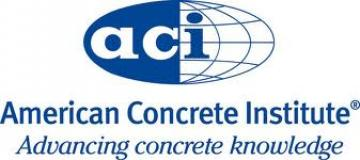 aci
American Concrete Institute®
Advancing concrete knowledge